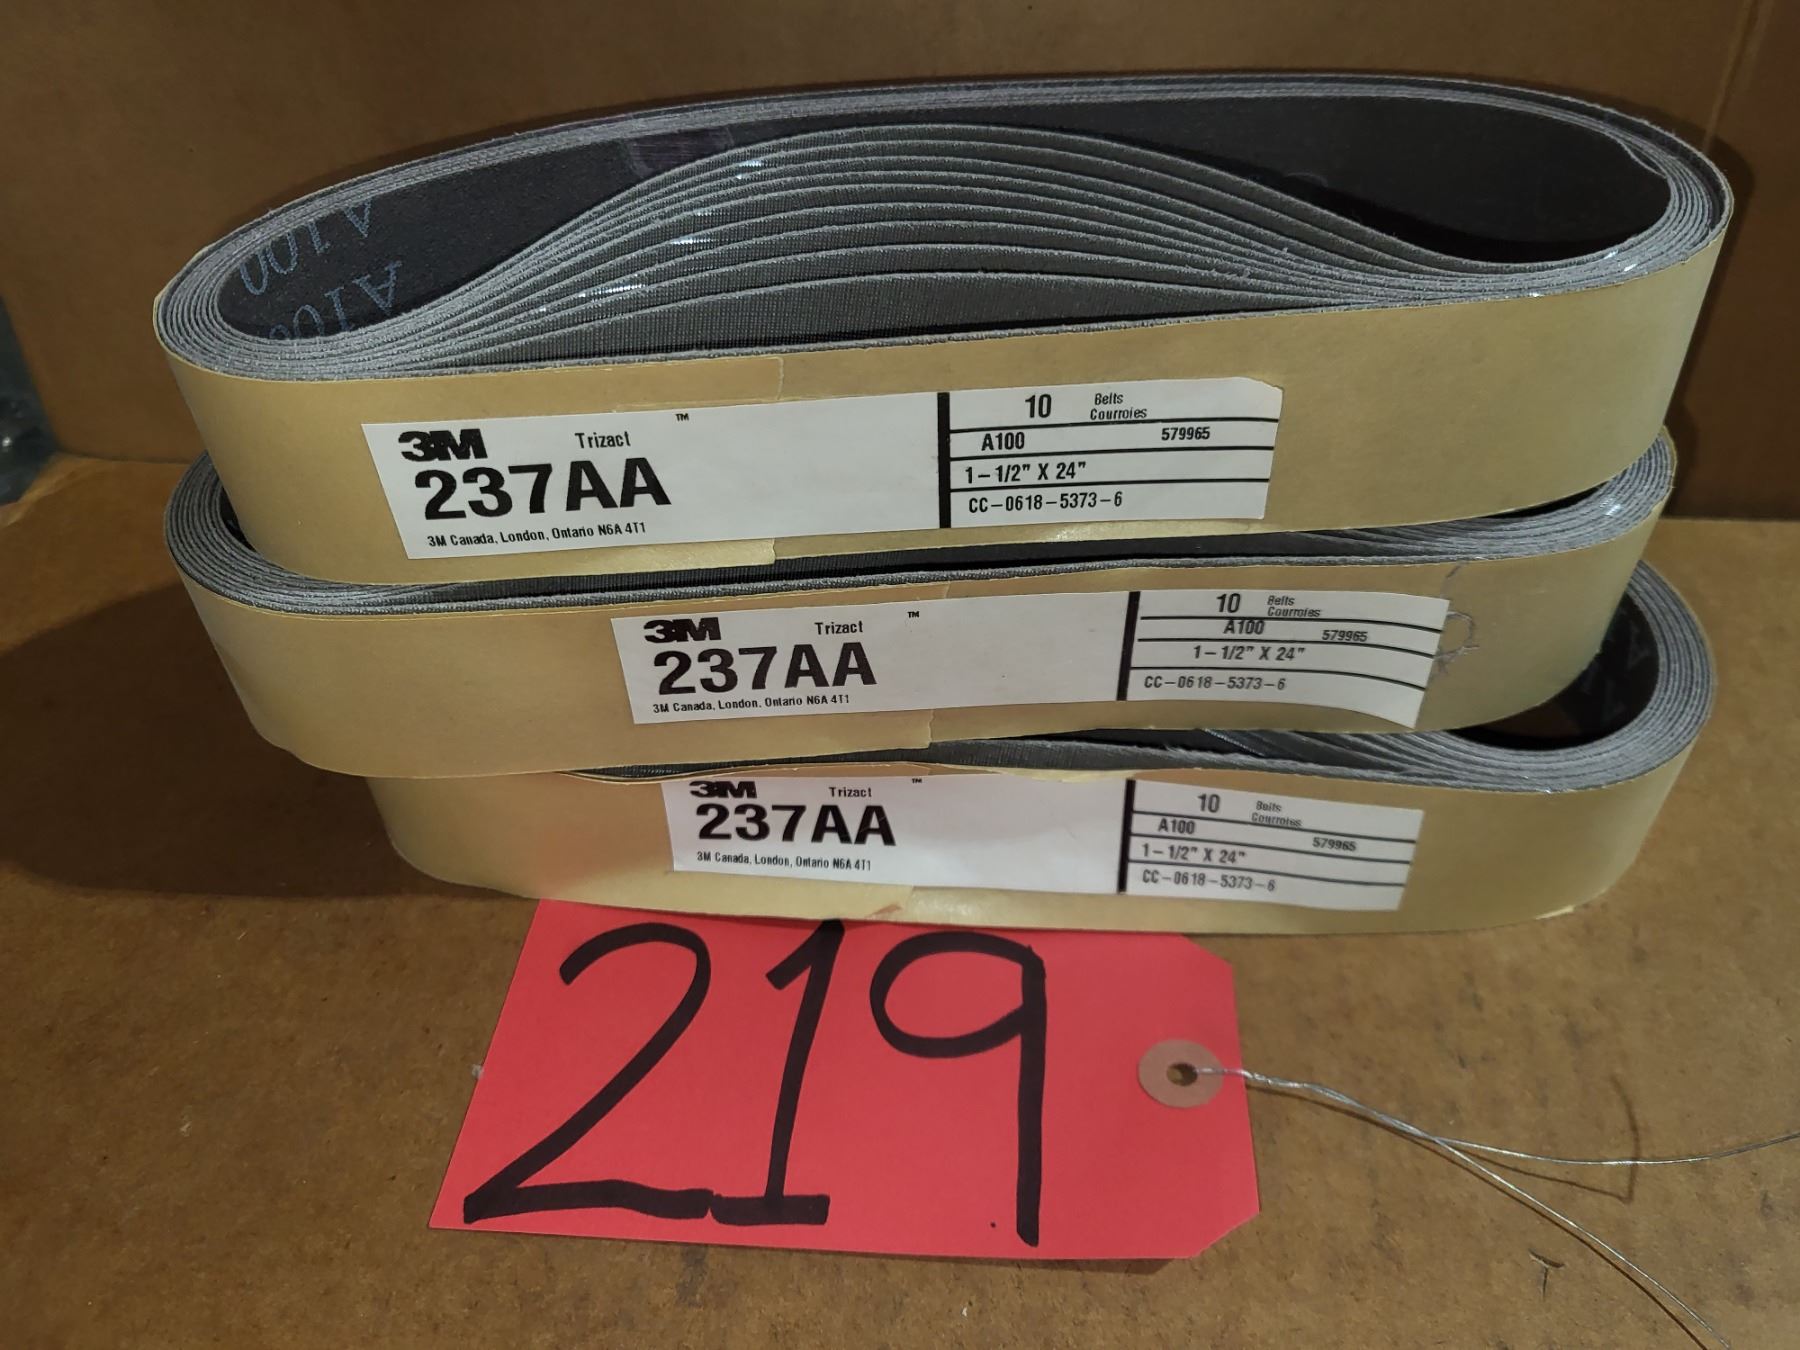 A100
A100
™
3M Trizact
237AA
3M Canada, London, Ontario N6A 4T1
10 Belts
Courroies
A100 579965
1-1/2" X 24"
CC-0618-5373-6
™
3M Trizact
237AA
3M Canada, London, Ontario N6A 4T1
10 Belts
Courroies
A100 579965
1-1/2" X 24"
CC-0618-5373-6
™
3M Trizact
237AA
3M Canada, London, Ontario N6A 4T1
10 Belts
Courroies
A100 579965
1-1/2" X 24"
CC-0618-5373-6
219